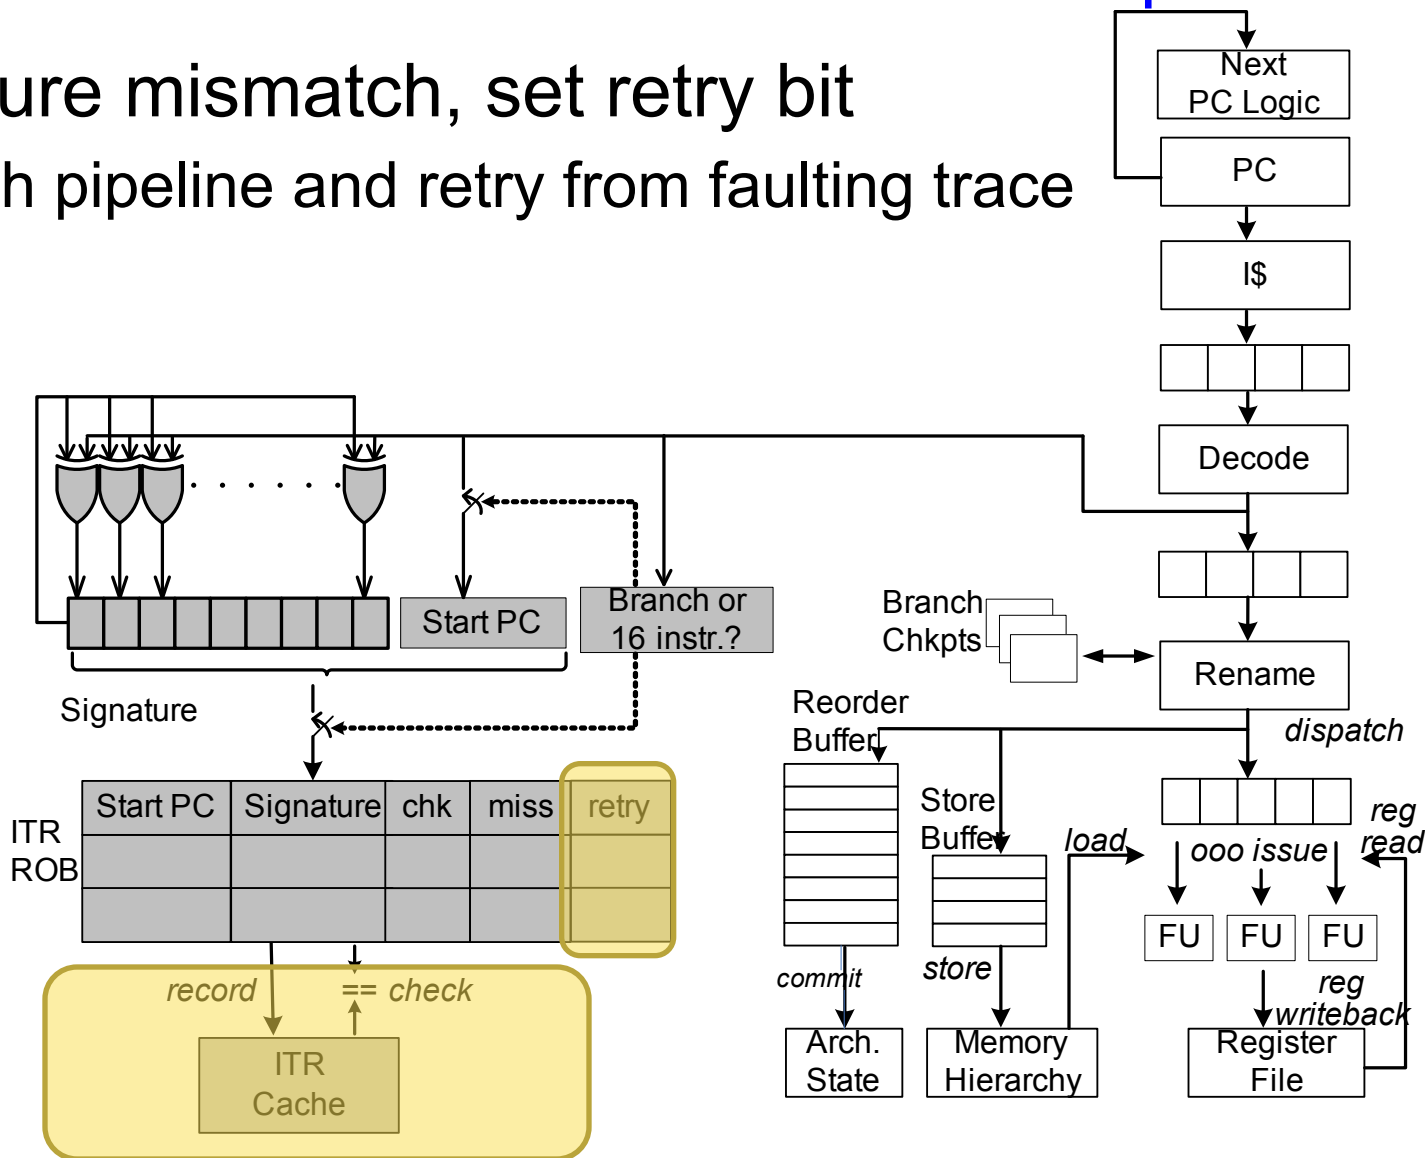 ure mismatch, set retry bit
h pipeline and retry from faulting trace
Next
PC Logic
PC
I$
Decode
Branch
Chkpts
Rename
dispatch
Start PC
Branch or
16 instr.?
Signature
Reorder
Buffer
Store
Buffer
load
ooo issue
reg
read
FU FU FU
reg
writeback
commit
store
Arch.
State
Memory
Hierarchy
Register
File
ITR
ROB
Start PC Signature chk miss retry
record == check
ITR
Cache